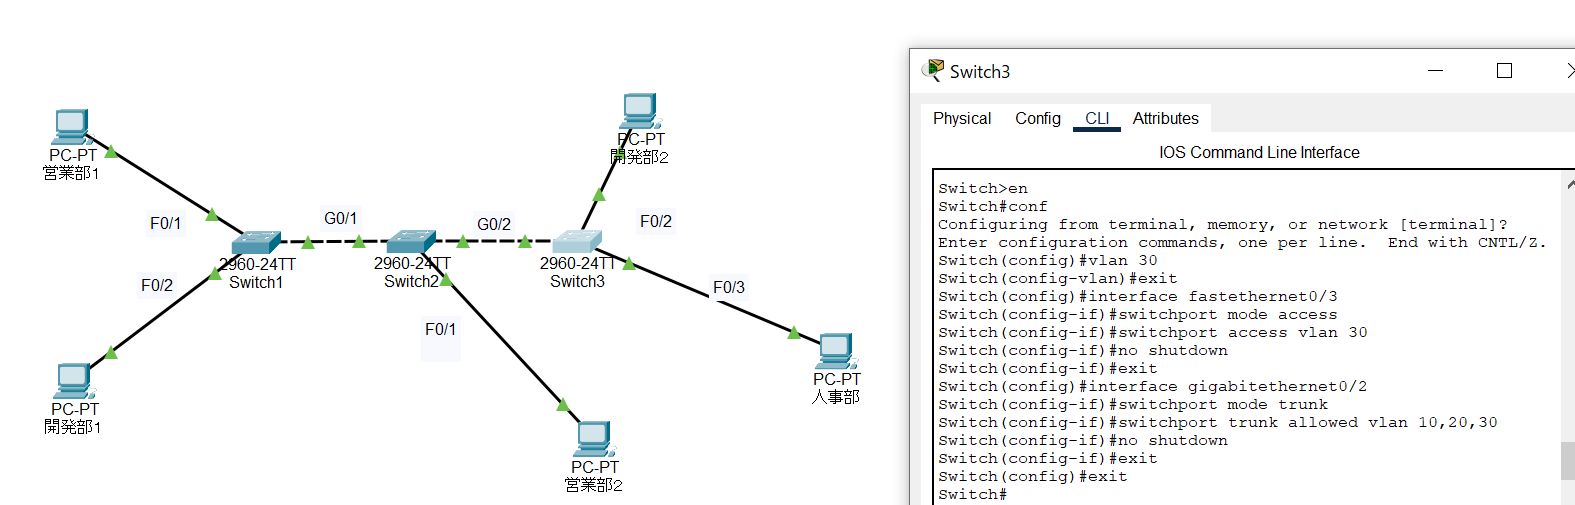 PC-PT
営業部1
F0/1
F0/2
PC-PT
開発部1
G0/1
2960-24TT
Switch1
2960-24TT
Switch2
G0/2
2960-24TT
Switch3
PC-PT
開発部2
F0/2
F0/3
F0/1
PC-PT
人事部
PC-PT
営業部2
Switch3
Physical Config CLI Attributes
IOS Command Line Interface
Switch>en
Switch#conf
Configuring from terminal, memory, or network [terminal]?
Enter configuration commands, one per line.  End with CNTL/Z.
Switch(config)#vlan 30
Switch(config-vlan)#exit
Switch(config)#interface fastethernet0/3
Switch(config-if)#switchport mode access
Switch(config-if)#switchport access vlan 30
Switch(config-if)#no shutdown
Switch(config-if)#exit
Switch(config)#interface gigabitethernet0/2
Switch(config-if)#switchport mode trunk
Switch(config-if)#switchport trunk allowed vlan 10,20,30
Switch(config-if)#no shutdown
Switch(config-if)#exit
Switch(config)#exit
Switch#